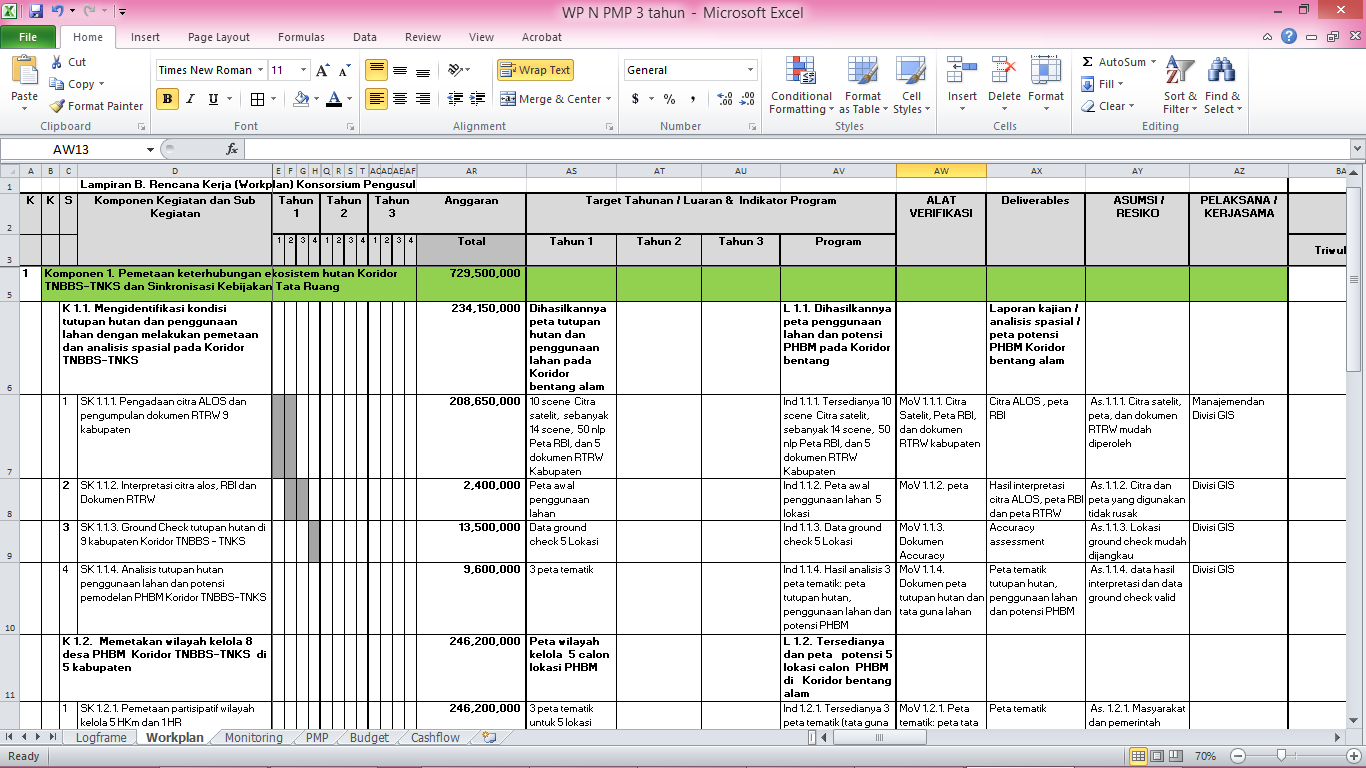 WP N PMP 3 tahun - Microsoft Excel
File Home Insert Page Layout Formulas Data Review View Acrobat
Paste
Cut
Copy
Format Painter
Clipboard
Times New Roman 11
B I U
Font
Wrap Text
Merge & Center
Alignment
General
$ % ,
Number
Conditional Formatting
Format as Table
Cell Styles
Styles
Insert Delete Format
Cells
AutoSum
Fill
Clear
Sort & Filter
Find & Select
Editing
AW13 fx
A B C D E F G H Q R S T AC AD AE AF AR AS AT AU AV AW AX AY AZ BA
1 Lampiran B. Rencana Kerja (Workplan) Konsorsium Pengusul
2 K K S Komponen Kegiatan dan Sub Kegiatan Tahun 1 Tahun 2 Tahun 3 Anggaran Target Tahunan / Luaran & Indikator Program ALAT VERIFIKASI Deliverables ASUMSI / RESIKO PELAKSANA / KERJASAMA
3 1 2 3 4 1 2 3 4 1 2 3 4 Total Tahun 1 Tahun 2 Tahun 3 Program Triwul
5 1 Komponen 1. Pemetaan keterhubungan ekosistem hutan Koridor TNBBS-TNKS dan Sinkronisasi Kebijakan Tata Ruang 729,500,000
6 K 1.1. Mengidentifikasi kondisi tutupan hutan dan penggunaan lahan dengan melakukan pemetaan dan analisis spasial pada Koridor TNBBS-TNKS 234,150,000 Dihasilkannya peta tutupan hutan dan penggunaan lahan pada Koridor bentang alam L 1.1. Dihasilkannya peta penggunaan lahan dan potensi PHBM pada Koridor bentang Laporan kajian / analisis spasial / peta potensi PHBM Koridor bentang alam
7 1 SK 1.1.1. Pengadaan citra ALOS dan pengumpulan dokumen RTRW 9 kabupaten 208,650,000 10 scene Citra satelit, sebanyak 14 scene, 50 nlp Peta RBI, dan 5 dokumen RTRW Kabupaten Ind 1.1.1. Tersedianya 10 scene Citra satelit, sebanyak 14 scene, 50 nlp Peta RBI, dan 5 dokumen RTRW Kabupaten MoV 1.1.1. Citra Satelit, Peta RBI, dan dokumen RTRW kabupaten Citra ALOS , peta RBI As.1.1.1. Citra satelit, peta, dan dokumen RTRW mudah diperoleh Manajemendan Divisi GIS
8 2 SK 1.1.2. Interpretasi citra alos, RBI dan Dokumen RTRW 2,400,000 Peta awal penggunaan lahan Ind 1.1.2. Peta awal penggunaan lahan 5 lokasi MoV 1.1.2. peta Hasil interpretasi citra ALOS, peta RBI dan peta RTRW As.1.1.2. Citra dan peta yang digunakan tidak rusak Divisi GIS
9 3 SK 1.1.3. Ground Check tutupan hutan di 9 kabupaten Koridor TNBBS - TNKS 13,500,000 Data ground check 5 Lokasi Ind 1.1.3. Data ground check 5 Lokasi MoV 1.1.3. Dokumen Accuracy Accuracy assessment As.1.1.3. Lokasi ground check mudah dijangkau Divisi GIS
10 4 SK 1.1.4. Analisis tutupan hutan penggunaan lahan dan potensi pemodelan PHBM Koridor TNBBS-TNKS 9,600,000 3 peta tematik Ind 1.1.4. Hasil analisis 3 peta tematik: peta tutupan hutan, penggunaan lahan dan potensi PHBM MoV 1.1.4. Dokumen peta tutupan hutan dan tata guna lahan Peta tematik tutupan hutan, penggunaan lahan dan potensi PHBM As.1.1.4. data hasil interpretasi dan data ground check valid Divisi GIS
11 K 1.2. Memetakan wilayah kelola 8 desa PHBM Koridor TNBBS-TNKS di 5 kabupaten 246,200,000 Peta wilayah kelola 5 calon lokasi PHBM L 1.2. Tersedianya dan peta potensi 5 lokasi calon PHBM di Koridor bentang alam
1 SK 1.2.1. Pemetaan partisipatif wilayah kelola 5 HKm dan 1 HR 246,200,000 3 peta tematik untuk 5 lokasi Ind 1.2.1. Tersedianya 3 peta tematik (tata guna MoV 1.2.1. Peta tematik: peta tata Peta tematik As. 1.2.1. Masyarakat dan pemerintah
Logframe Workplan Monitoring PMP Budget Cashflow
Ready 70%